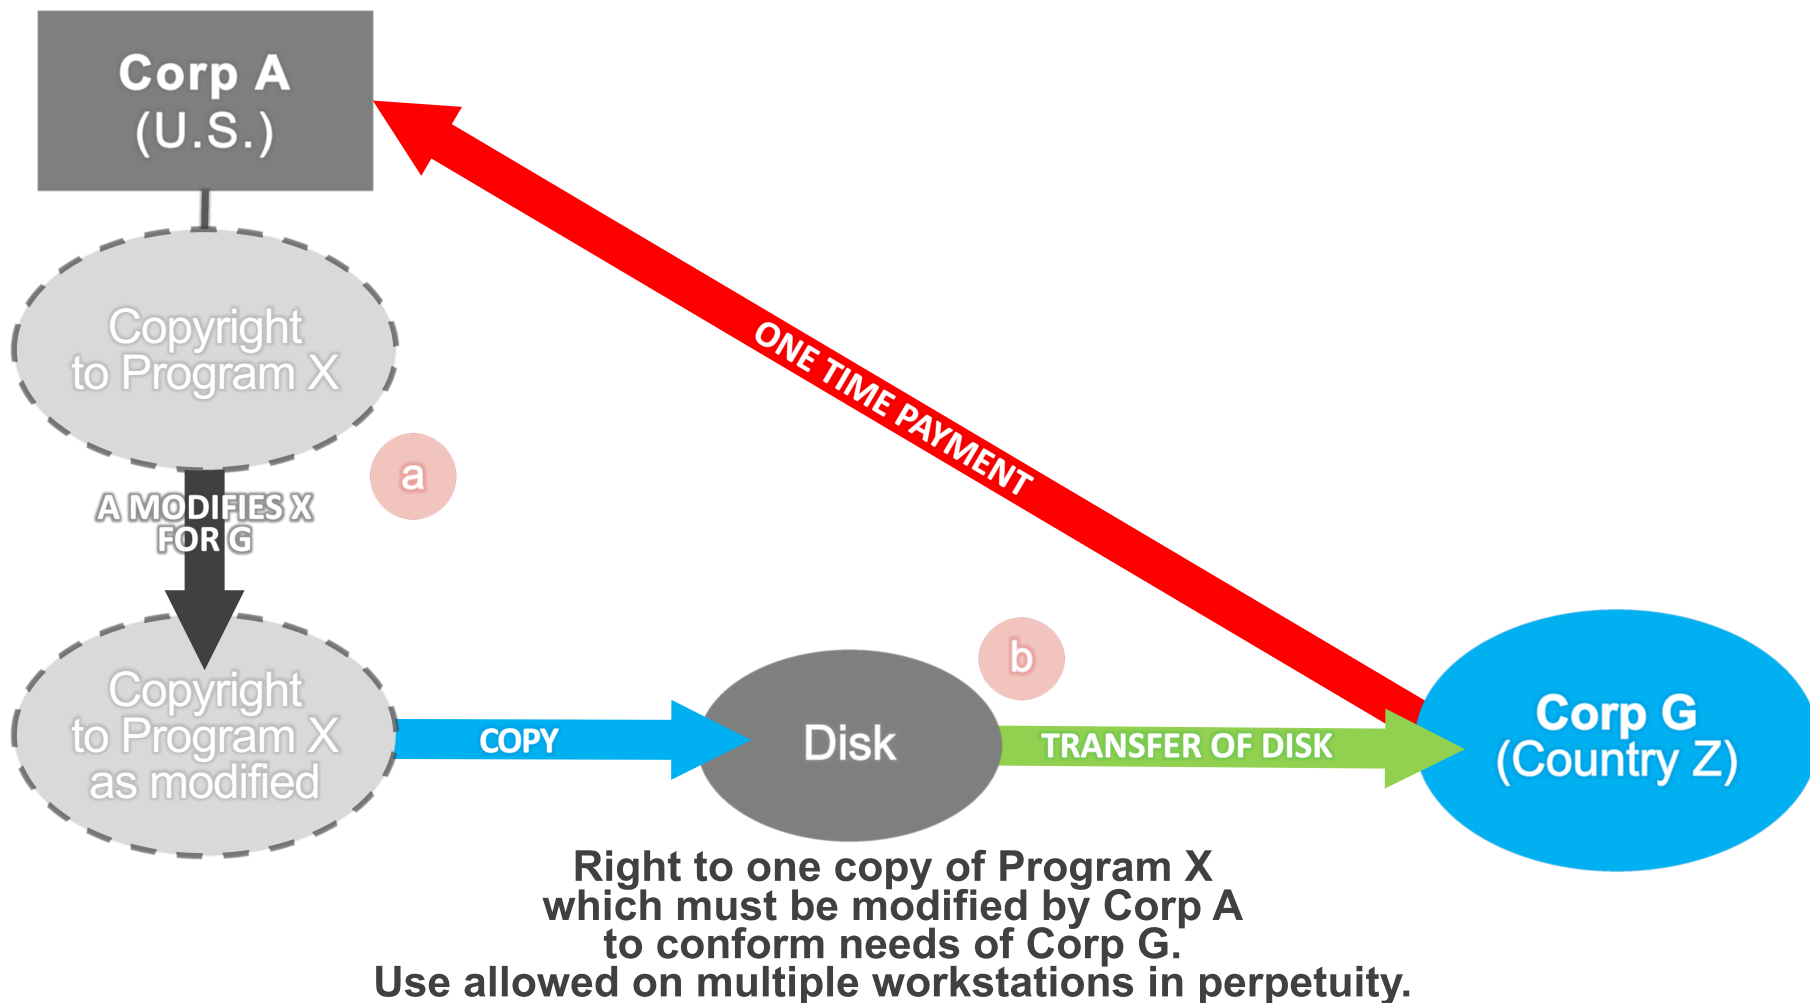 Corp A
(U.S.)
Copyright
to Program X
ONE TIME PAYMENT
a
A MODIFIES X
FOR G
b
Copyright
to Program X
as modified
COPY
Disk
TRANSFER OF DISK
Corp G
(Country Z)
Right to one copy of Program X
which must be modified by Corp A
to conform needs of Corp G.
Use allowed on multiple workstations in perpetuity.